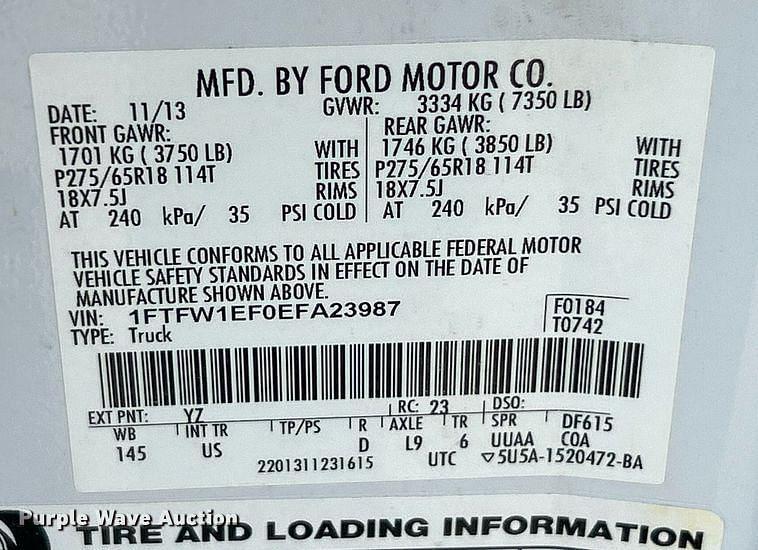 MFD. BY FORD MOTOR CO.
DATE: 11/13 GVWR: 3334 KG ( 7350 LB)
FRONT GAWR: REAR GAWR:
1701 KG ( 3750 LB) WITH 1746 KG ( 3850 LB) WITH
P275/65R18 114T TIRES P275/65R18 114T TIRES
18X7.5J RIMS 18X7.5J RIMS
AT 240 kPa/ 35 PSI COLD AT 240 kPa/ 35 PSI COLD
THIS VEHICLE CONFORMS TO ALL APPLICABLE FEDERAL MOTOR
VEHICLE SAFETY STANDARDS IN EFFECT ON THE DATE OF
MANUFACTURE SHOWN ABOVE.
VIN: 1FTFW1EF0EFA23987 F0184
TYPE: Truck T0742
EXT PNT: YZ RC: 23 DSO:
WB INT TR TP/PS R AXLE TR SPR DF615
145 US D L9 6 UUAA COA
2201311231615 UTC ▽5U5A-1520472-BA
Purple Wave Auction
TIRE AND LOADING INFORMATION